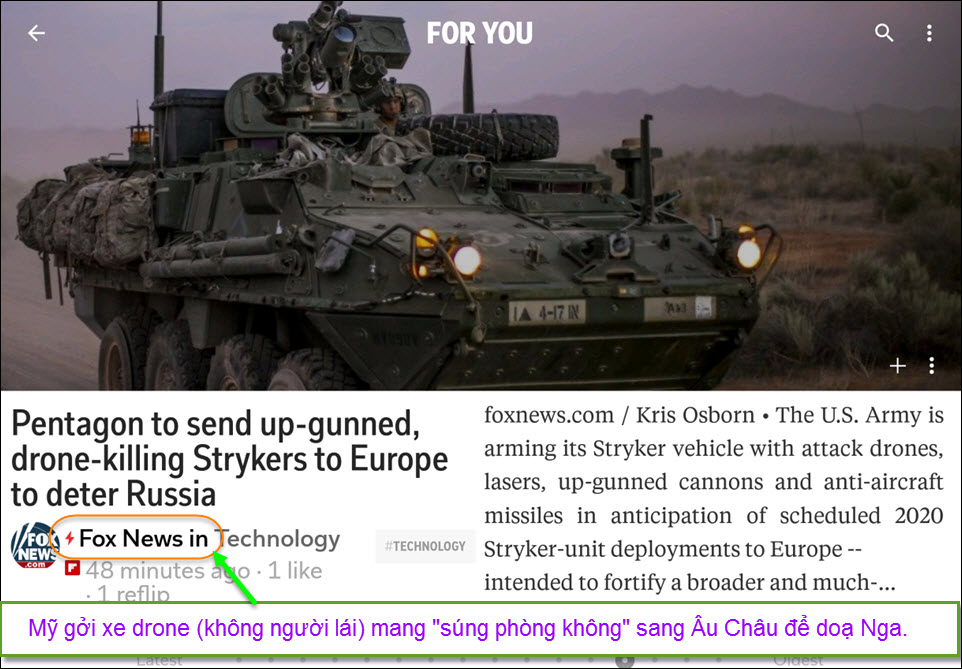 FOR YOU
4-17 IN
Pentagon to send up-gunned,
drone-killing Strykers to Europe
to deter Russia
FOX
NEWS
.com
Fox News in Technology
48 minutes ago · 1 like
· 1 reflip
#TECHNOLOGY
foxnews.com / Kris Osborn • The U.S. Army is
arming its Stryker vehicle with attack drones,
lasers, up-gunned cannons and anti-aircraft
missiles in anticipation of scheduled 2020
Stryker-unit deployments to Europe --
intended to fortify a broader and much-...
Mỹ gởi xe drone (không người lái) mang "súng phòng không" sang Âu Châu để doạ Nga.
Latest
Oldest